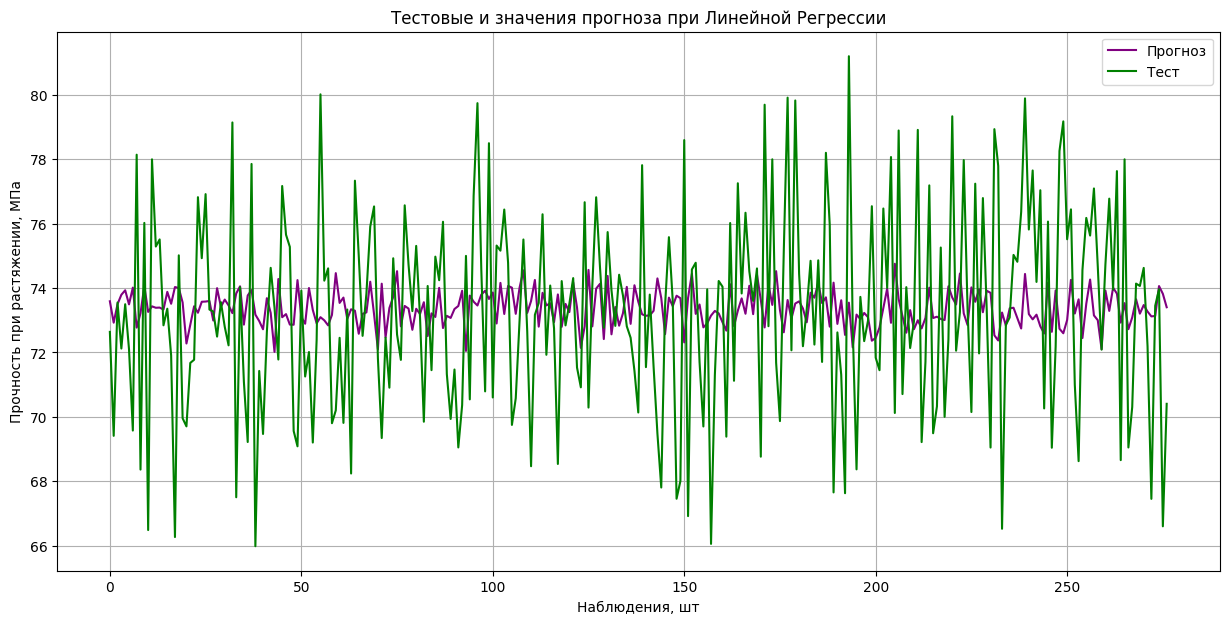 Тестовые и значения прогноза при Линейной Регрессии
Прогноз
Тест
Прочность при растяжении, МПа
80
78
76
74
72
70
68
66
0
50
100
150
200
250
Наблюдения, шт